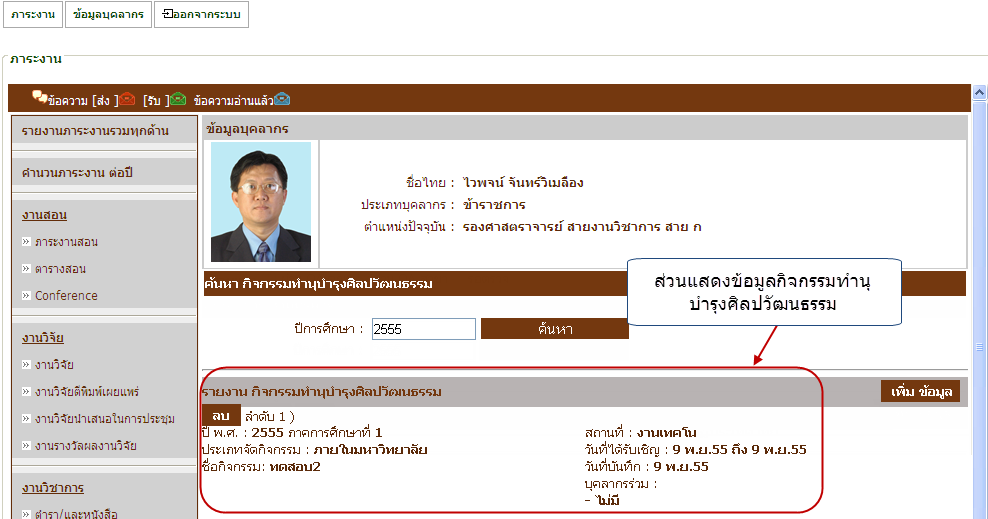 ภาระงาน ข้อมูลบุคลากร ออกจากระบบ
ภาระงาน
ข้อความ [ส่ง ] [รับ ] ข้อความอ่านแล้ว
รายงานภาระงานรวมทุกด้าน
คำนวนภาระงาน ต่อปี
งานสอน
» ภาระงานสอน
» ตารางสอน
» Conference
งานวิจัย
» งานวิจัย
» งานวิจัยตีพิมพ์เผยแพร่
» งานวิจัยนำเสนอในการประชุม
» งานรางวัลผลงานวิจัย
งานวิชาการ
» ตำรา/และหนังสือ
ข้อมูลบุคลากร
ชื่อไทย : ไวพจน์ จันทร์วิเมลือง
ประเภทบุคลากร : ข้าราชการ
ตำแหน่งปัจจุบัน : รองศาสตราจารย์ สายงานวิชาการ สาย ก
ค้นหา กิจกรรมทำนุบำรุงศิลปวัฒนธรรม
ส่วนแสดงข้อมูลกิจกรรมทำนุ
บำรุงศิลปวัฒนธรรม
ปีการศึกษา : 2555 ค้นหา
รายงาน กิจกรรมทำนุบำรุงศิลปวัฒนธรรม เพิ่ม ข้อมูล
ลบ ลำดับ 1 )
ปี พ.ศ. : 2555 ภาคการศึกษาที่ 1
ประเภทจัดกิจกรรม : ภายในมหาวิทยาลัย
ชื่อกิจกรรม: ทดสอบ2
สถานที่ : งานเทคโน
วันที่ได้รับเชิญ : 9 พ.ย.55 ถึง 9 พ.ย.55
วันที่บันทึก : 9 พ.ย.55
บุคลากรร่วม :
- ไม่มี